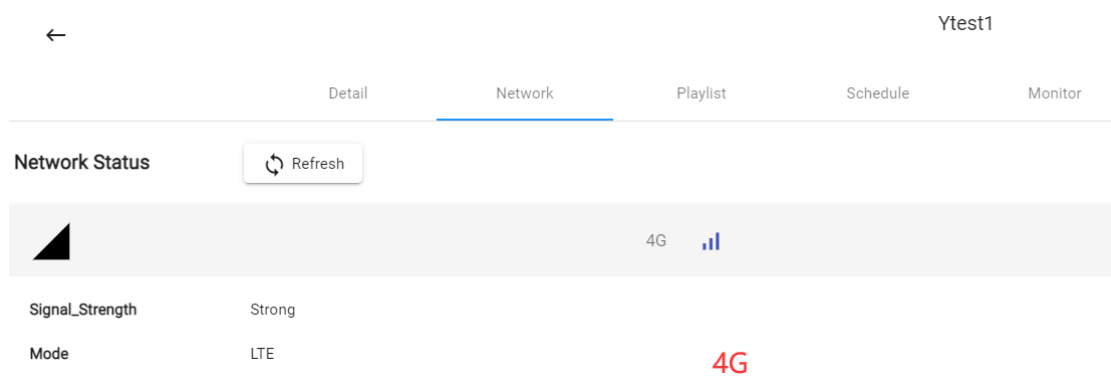 Ytest1
Detail Network Playlist Schedule Monitor
Network Status Refresh
4G
Signal_Strength Strong
Mode LTE
4G